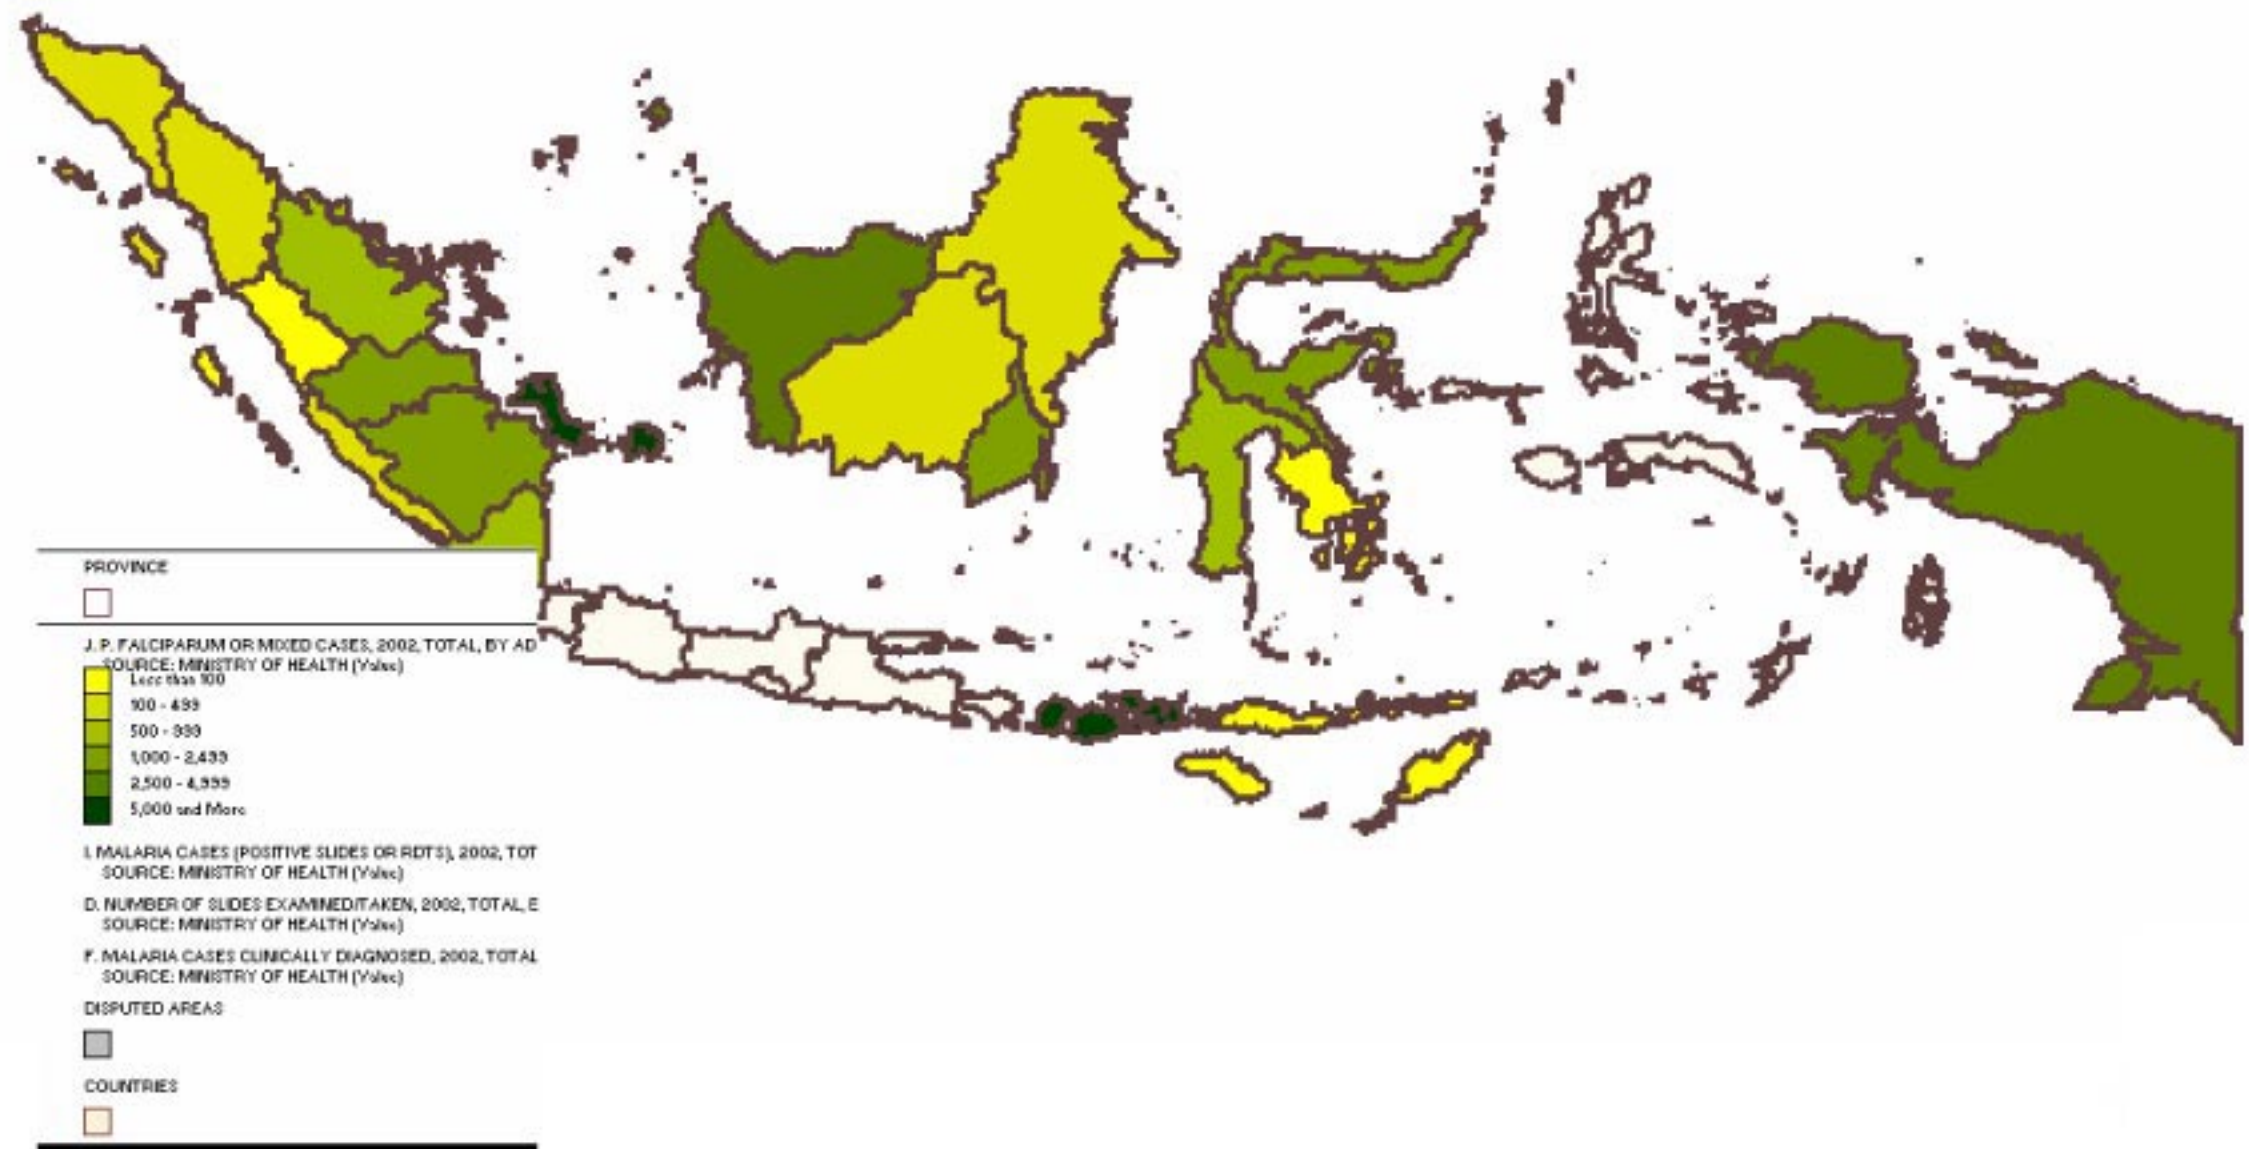 PROVINCE
J. P. FALCIPARUM OR MIXED CASES, 2002, TOTAL, BY AD
SOURCE: MINISTRY OF HEALTH (Value)
Less than 100
100 - 499
500 - 999
1,000 - 2,499
2,500 - 4,999
5,000 and More
I. MALARIA CASES (POSITIVE SLIDES OR RDTS), 2002, TOT
SOURCE: MINISTRY OF HEALTH (Value)
D. NUMBER OF SLIDES EXAMINED/TAKEN, 2002, TOTAL, E
SOURCE: MINISTRY OF HEALTH (Value)
F. MALARIA CASES CLINICALLY DIAGNOSED, 2002, TOTAL
SOURCE: MINISTRY OF HEALTH (Value)
DISPUTED AREAS
COUNTRIES